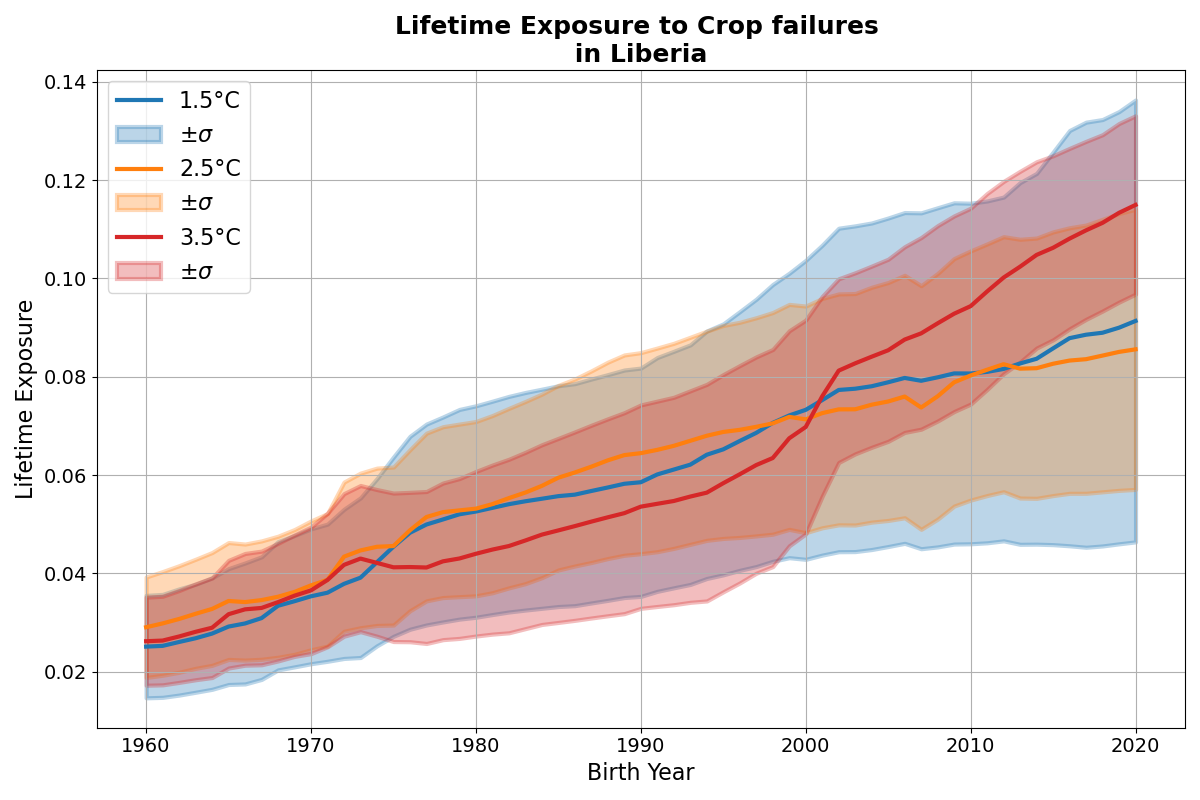 Lifetime Exposure to Crop failures
in Liberia
0.14
0.12
0.10
0.08
0.06
0.04
0.02
Lifetime Exposure
1.5°C
±σ
2.5°C
±σ
3.5°C
±σ
1960 1970 1980 1990 2000 2010 2020
Birth Year